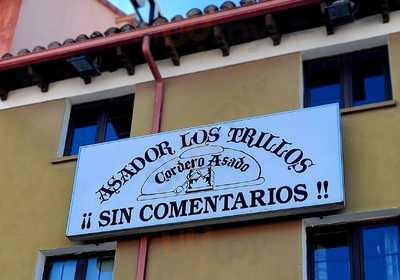 ASADOR LOS TRILLOS
Cordero Asado
¡¡ SIN COMENTARIOS !!